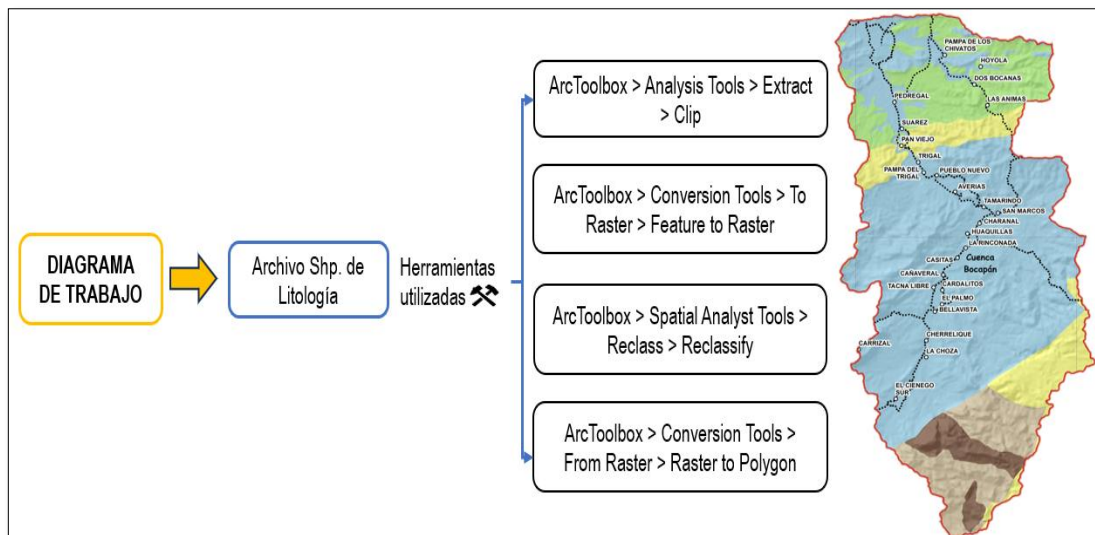 DIAGRAMA
DE TRABAJO
Archivo Shp. de
Litología
Herramientas
utilizadas
ArcToolbox > Analysis Tools > Extract
> Clip
ArcToolbox > Conversion Tools > To
Raster > Feature to Raster
ArcToolbox > Spatial Analyst Tools >
Reclass > Reclassify
ArcToolbox > Conversion Tools >
From Raster > Raster to Polygon
PAMPA DE LOS
CHIVATOS
HOYOLA
DOS BOCANAS
LAS ANIMAS
PEDREGAL
SUAREZ
PAN VIEJO
TRIGAL
PAMPA DEL
TRIGAL
PUEBLO NUEVO
AVERIAS
TAMARINDO
SAN MARCOS
CHARANAL
HUAQUILLAS
LA RINCONADA
CASITAS
Cuenca
Bocapán
CAÑAVERAL
TACNA LIBRE
CARDALITOS
EL PALMO
BELLAVISTA
CHERRELIQUE
CARRIZAL
LA CHOZA
EL CIENEGO
SUR